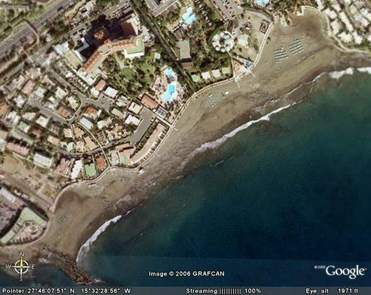 Image © 2006 GRAFCAN
©2005 Google
Pointer 27°46'07.51" N 15°32'28.56" W Streaming ||||||||| 100% Eye alt 1971 ft